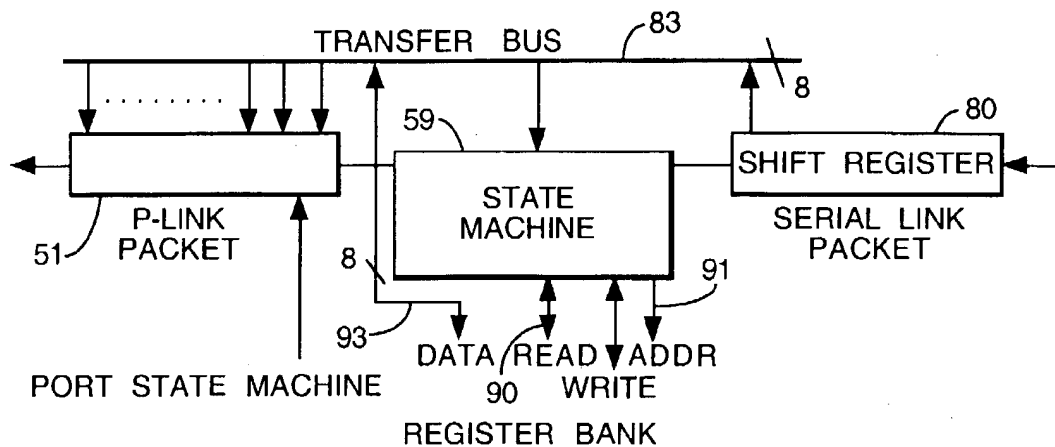 TRANSFER BUS
83
8
59
80
SHIFT REGISTER
STATE
MACHINE
51
P-LINK
PACKET
SERIAL LINK
PACKET
8
91
93
DATA READ ADDR
90
WRITE
PORT STATE MACHINE
REGISTER BANK